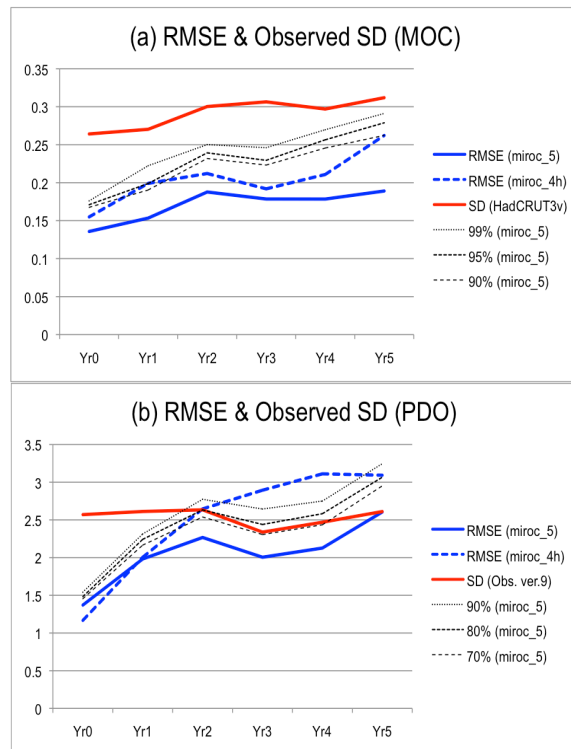 (a) RMSE & Observed SD (MOC)
0.35
0.3
0.25
0.2
0.15
0.1
0.05
0
Yr0 Yr1 Yr2 Yr3 Yr4 Yr5
RMSE (miroc_5)
RMSE (miroc_4h)
SD (HadCRUT3v)
99% (miroc_5)
95% (miroc_5)
90% (miroc_5)
(b) RMSE & Observed SD (PDO)
3.5
3
2.5
2
1.5
1
0.5
0
Yr0 Yr1 Yr2 Yr3 Yr4 Yr5
RMSE (miroc_5)
RMSE (miroc_4h)
SD (Obs. ver.9)
90% (miroc_5)
80% (miroc_5)
70% (miroc_5)